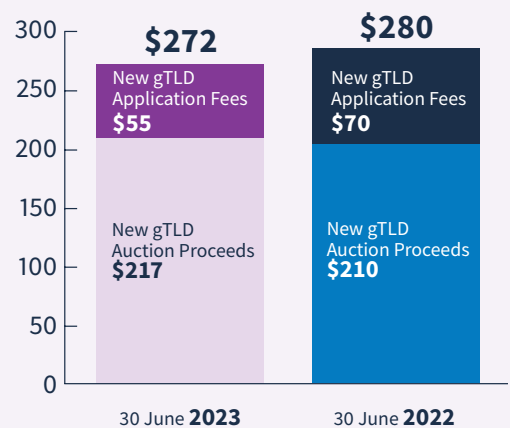 300
250
200
150
100
50
0
$272
New gTLD
Application Fees
$55
New gTLD
Auction Proceeds
$217
30 June 2023
$280
New gTLD
Application Fees
$70
New gTLD
Auction Proceeds
$210
30 June 2022